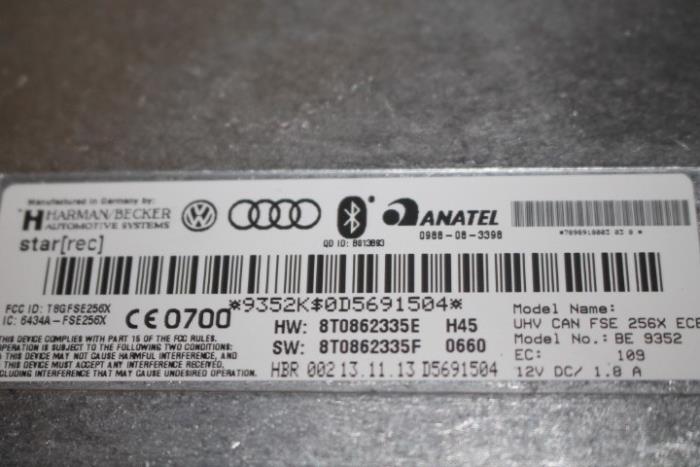 Manufactured in Germany by:
HARMAN/BECKER
AUTOMOTIVE SYSTEMS
star[rec]
QD ID: B013893
ANATEL
0988-08-3398
*9352K$0D5691504*
FCC ID: T8GFSE256X
IC: 6434A-FSE256X
CE 0700
HW: 8T0862335E H45
SW: 8T0862335F 0660
HBR 002 13.11.13 D5691504
THIS DEVICE COMPLIES WITH PART 15 OF THE FCC RULES.
OPERATION IS SUBJECT TO THE FOLLOWING TWO CONDITIONS:
THIS DEVICE MAY NOT CAUSE HARMFUL INTERFERENCE, AND
THIS DEVICE MUST ACCEPT ANY INTERFERENCE RECEIVED,
INCLUDING INTERFERENCE THAT MAY CAUSE UNDESIRED OPERATION.
Model Name:
UHV CAN FSE 256X ECE
Model No.: BE 9352
EC: 109
12V DC/ 1.8 A